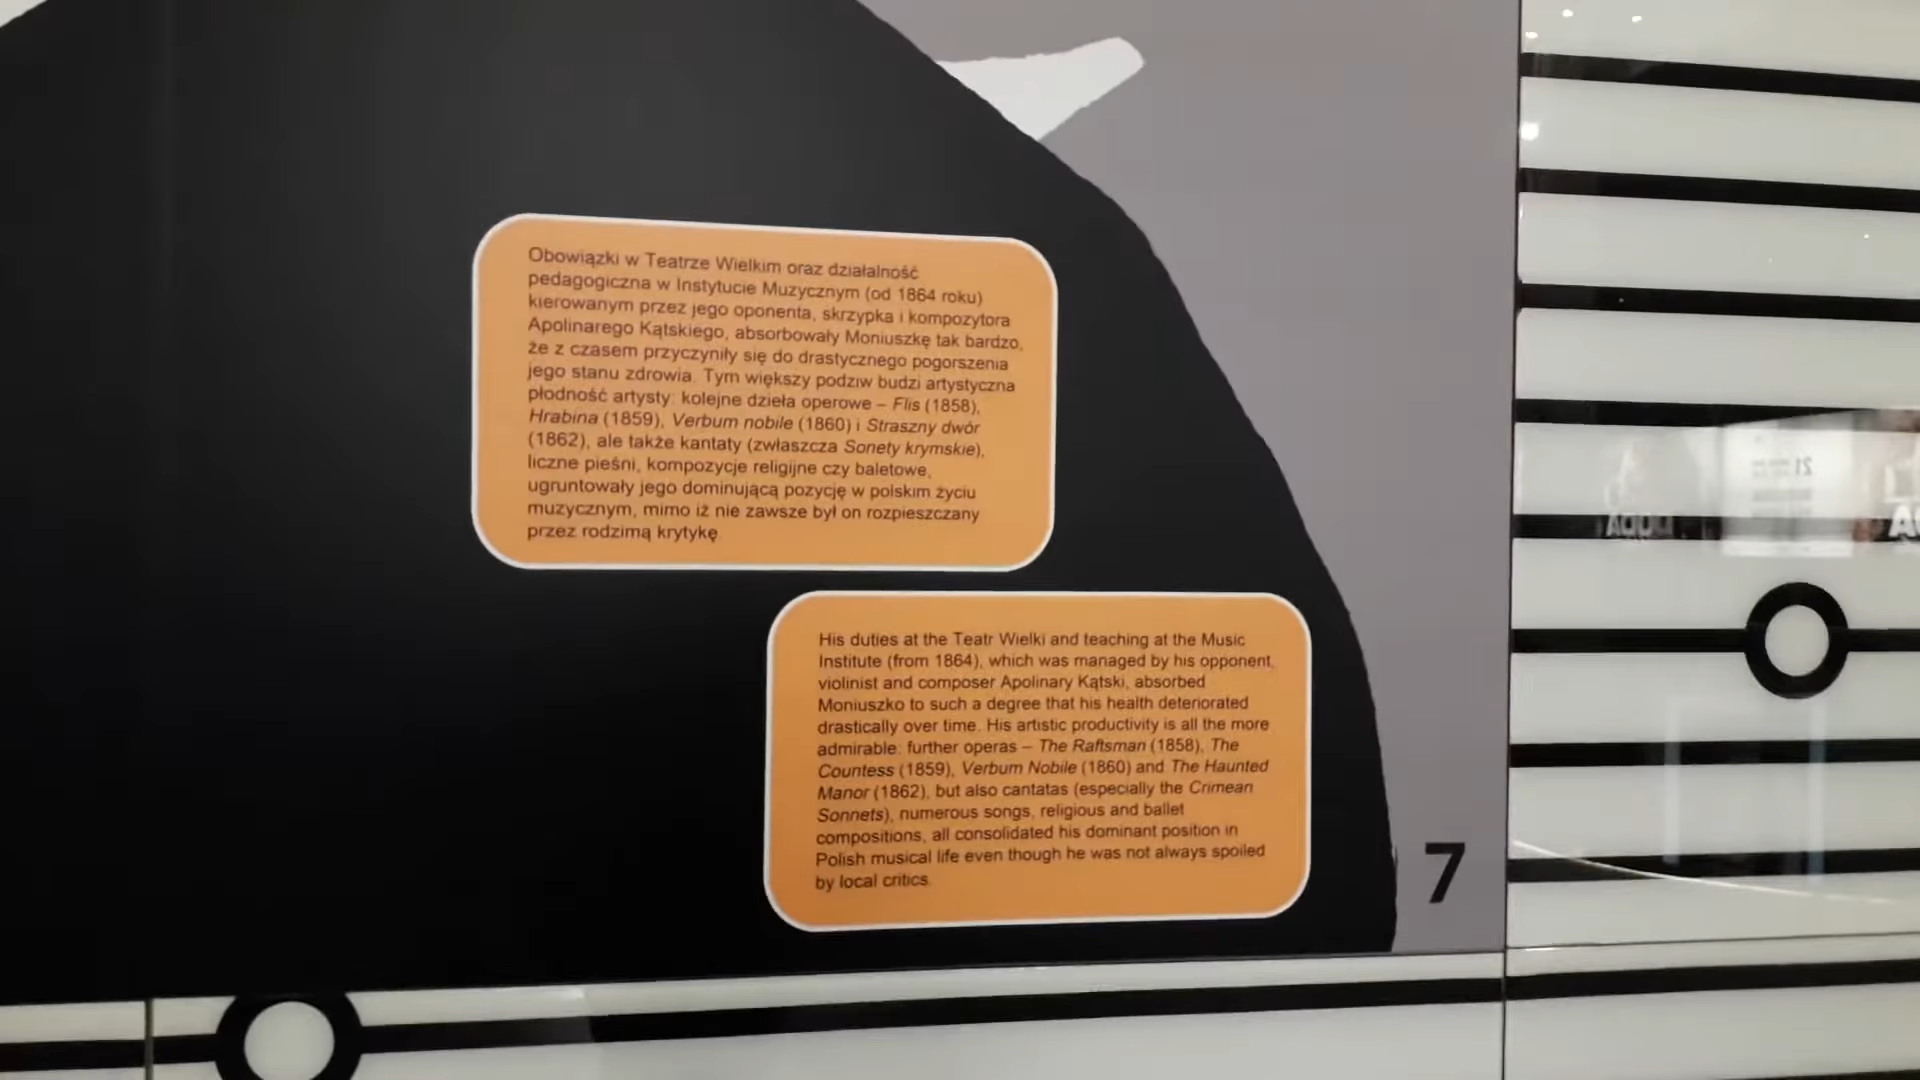 Obowiązki w Teatrze Wielkim oraz działalność
pedagogiczna w Instytucie Muzycznym (od 1864 roku)
kierowanym przez jego oponenta, skrzypka i kompozytora
Apolinarego Kątskiego, absorbowały Moniuszkę tak bardzo,
że z czasem przyczyniły się do drastycznego pogorszenia
jego stanu zdrowia. Tym większy podziw budzi artystyczna
płodność artysty: kolejne dzieła operowe – Flis (1858),
Hrabina (1859), Verbum nobile (1860) i Straszny dwór
(1862), ale także kantaty (zwłaszcza Sonety krymskie),
liczne pieśni, kompozycje religijne czy baletowe,
ugruntowały jego dominującą pozycję w polskim życiu
muzycznym, mimo iż nie zawsze był on rozpieszczany
przez rodzimą krytykę.
His duties at the Teatr Wielki and teaching at the Music
Institute (from 1864), which was managed by his opponent,
violinist and composer Apolinary Kątski, absorbed
Moniuszko to such a degree that his health deteriorated
drastically over time. His artistic productivity is all the more
admirable: further operas – The Raftsman (1858), The
Countess (1859), Verbum Nobile (1860) and The Haunted
Manor (1862), but also cantatas (especially the Crimean
Sonnets), numerous songs, religious and ballet
compositions, all consolidated his dominant position in
Polish musical life even though he was not always spoiled
by local critics.
7